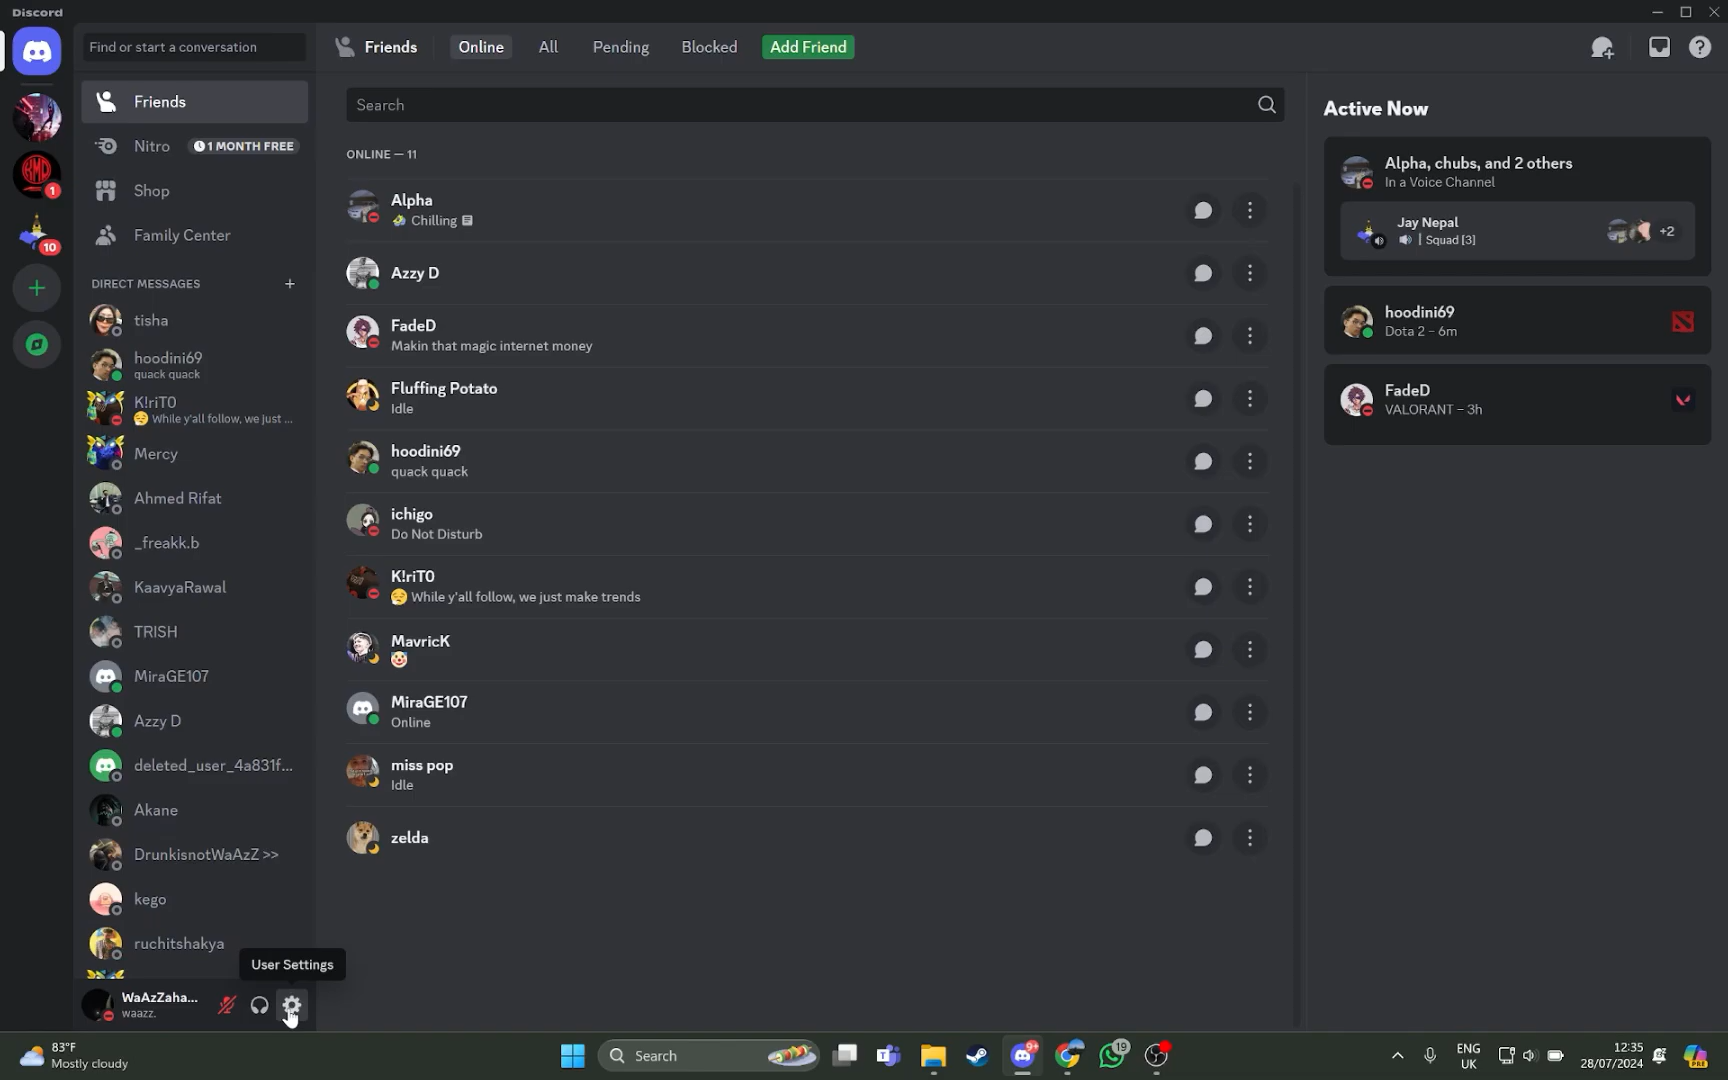 Discord
Find or start a conversation
Friends
Nitro
1 MONTH FREE
Shop
Family Center
DIRECT MESSAGES
tisha
hoodini69
quack quack
K!riT0
While y'all follow, we just ...
Mercy
Ahmed Rifat
_freakk.b
KaavyaRawal
TRISH
MiraGE107
Azzy D
deleted_user_4a831f...
Akane
DrunkisnotWaAzZ >>
kego
ruchitshakya
User Settings
WaAzZaha...
waazz.
1
10
Friends
Online
All
Pending
Blocked
Add Friend
Search
ONLINE — 11
Alpha
Chilling
Azzy D
FadeD
Makin that magic internet money
Fluffing Potato
Idle
hoodini69
quack quack
ichigo
Do Not Disturb
K!riT0
While y'all follow, we just make trends
MavricK
MiraGE107
Online
miss pop
Idle
zelda
Active Now
Alpha, chubs, and 2 others
In a Voice Channel
Jay Nepal
| Squad [3]
+2
hoodini69
Dota 2 – 6m
FadeD
VALORANT – 3h
83°F
Mostly cloudy
Search
9+
19
ENG
UK
12:35
28/07/2024
PRE